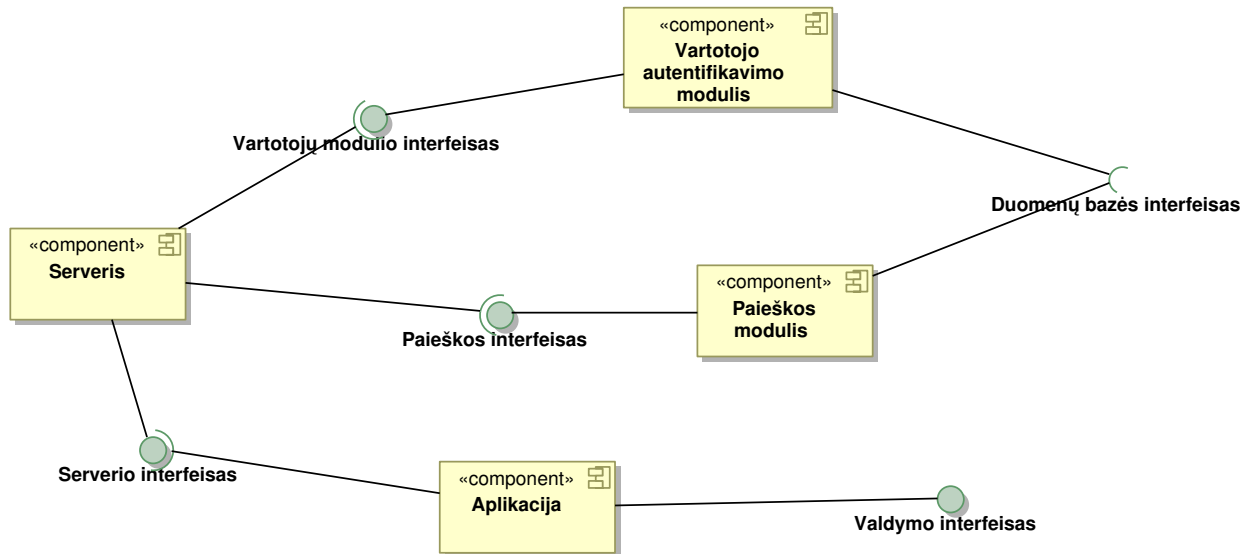 «component»
Vartotojo
autentifikavimo
modulis
Vartotojų modulio interfeisas
Duomenų bazės interfeisas
«component»
Serveris
«component»
Paieškos
modulis
Paieškos interfeisas
Serverio interfeisas
«component»
Aplikacija
Valdymo interfeisas